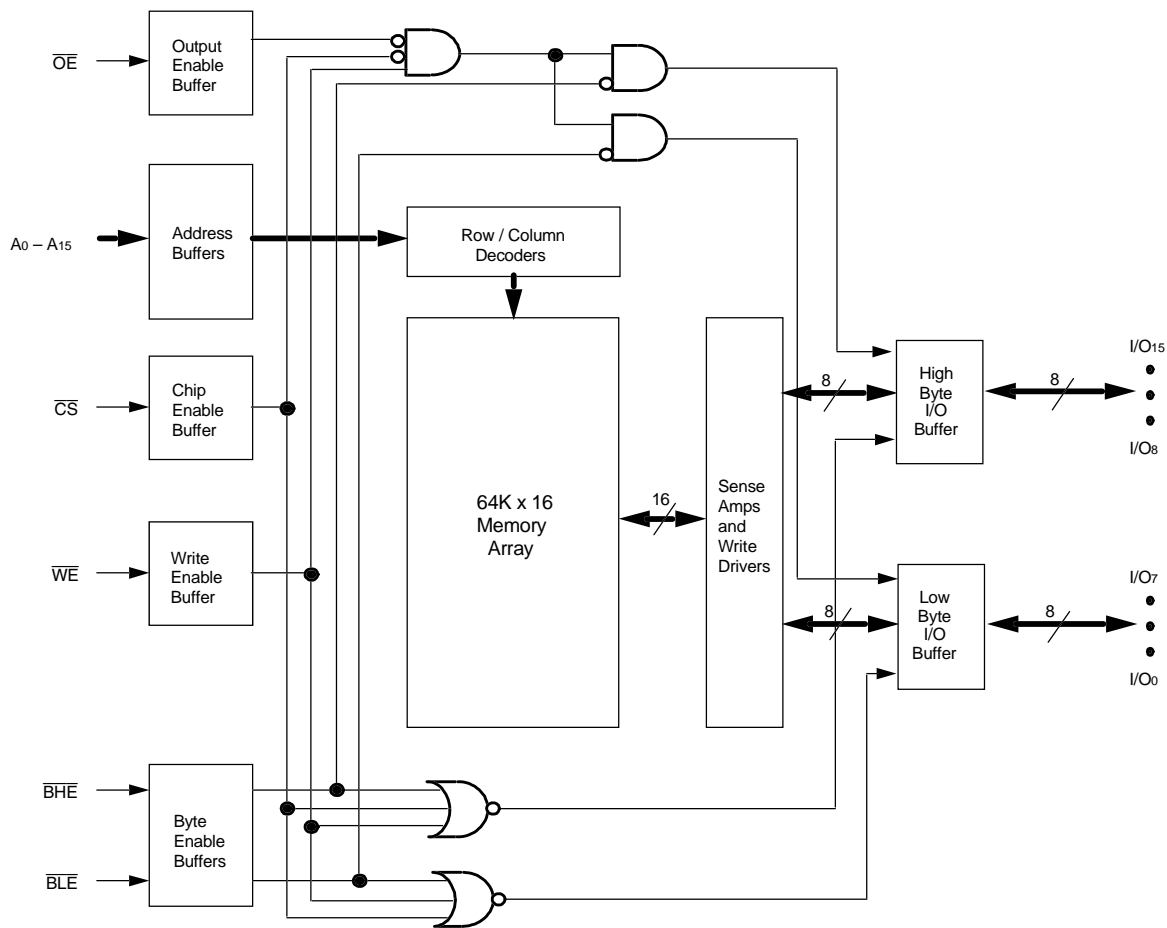 OE
Output
Enable
Buffer
A0 – A15
Address
Buffers
Row / Column
Decoders
CS
Chip
Enable
Buffer
64K x 16
Memory
Array
16
Sense
Amps
and
Write
Drivers
8
High
Byte
I/O
Buffer
8
I/O15
I/O8
WE
Write
Enable
Buffer
8
Low
Byte
I/O
Buffer
8
I/O7
I/O0
BHE
Byte
Enable
Buffers
BLE